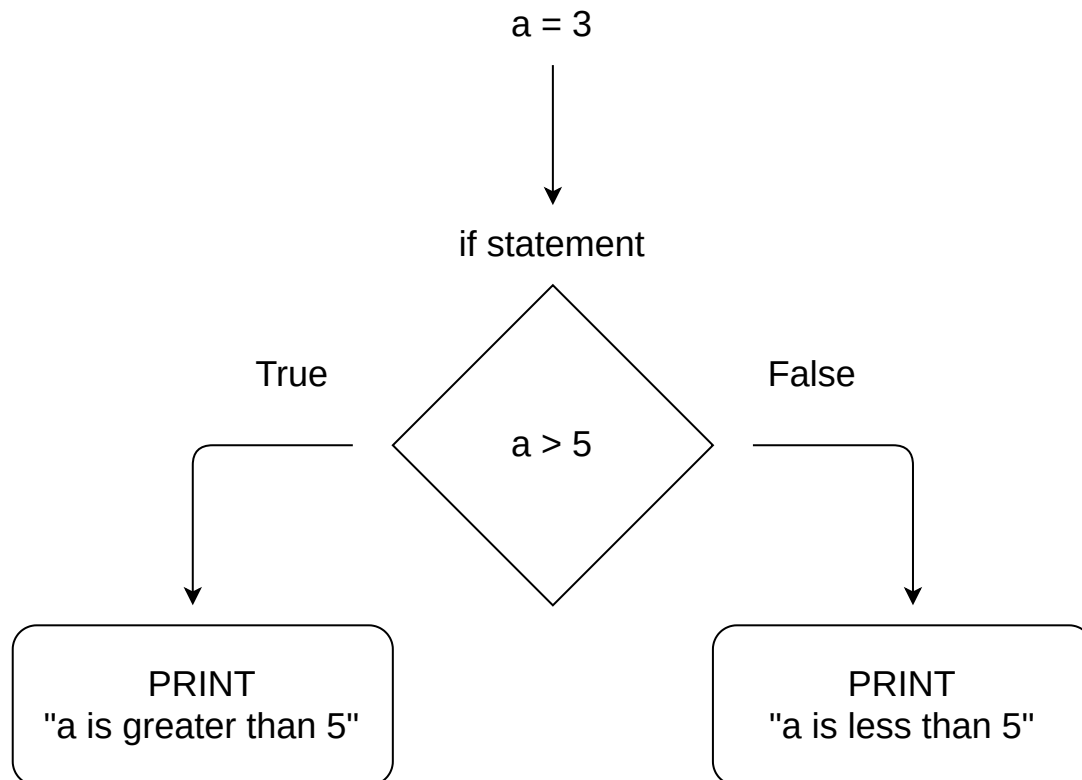 a = 3
if statement
True
False
a > 5
PRINT
"a is greater than 5"
PRINT
"a is less than 5"